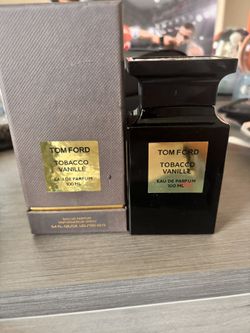 TOM FORD
TOBACCO
VANILLE
EAU DE PARFUM
100 ML
EAU DE PARFUM
TOM FORD
TOBACCO
VANILLE
EAU DE PARFUM
100 ML